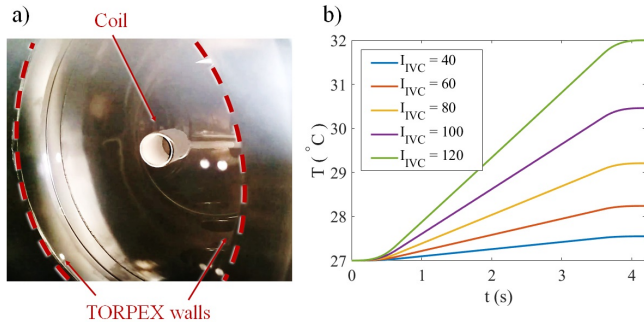 a)
Coil
TORPEX walls
b)
T ( °C)
32
31
30
29
28
27
I_IVC = 40
I_IVC = 60
I_IVC = 80
I_IVC = 100
I_IVC = 120
0 1 2 3 4
t (s)